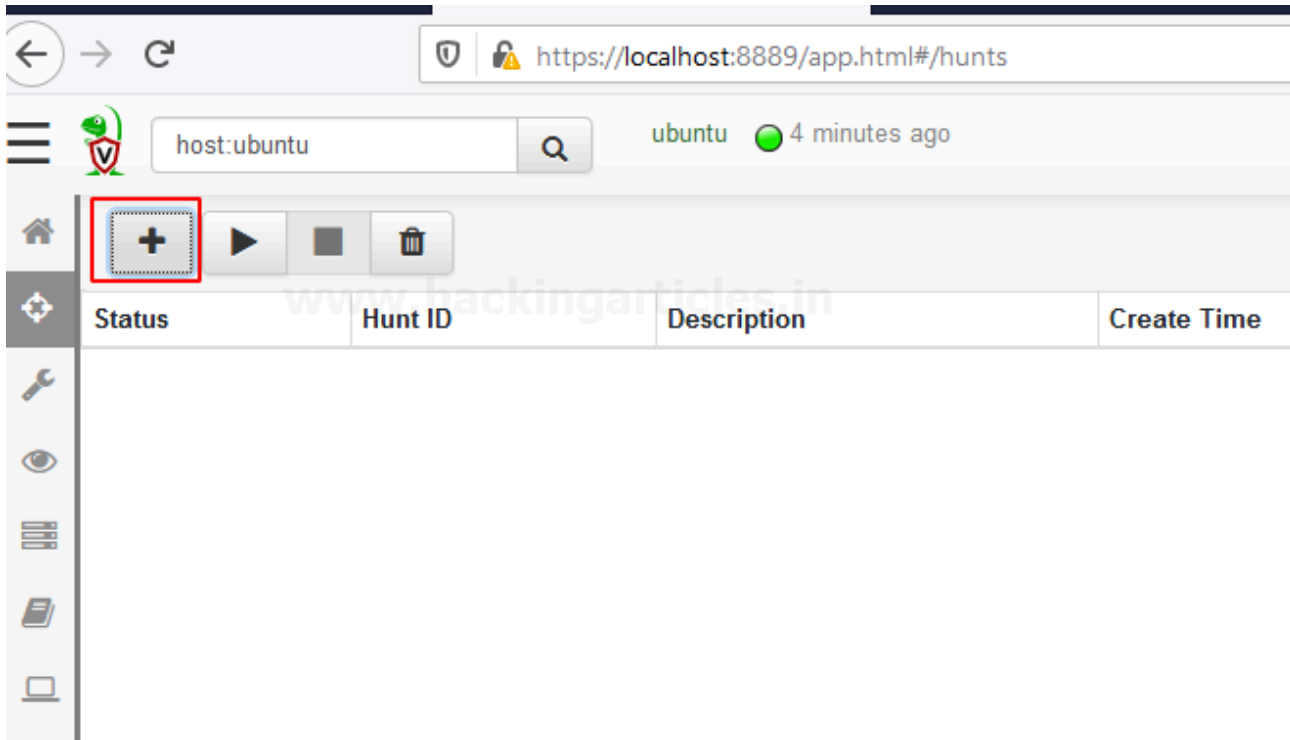 https://localhost:8889/app.html#/hunts
host:ubuntu
ubuntu 4 minutes ago
www.hackingarticles.in
Status Hunt ID Description Create Time